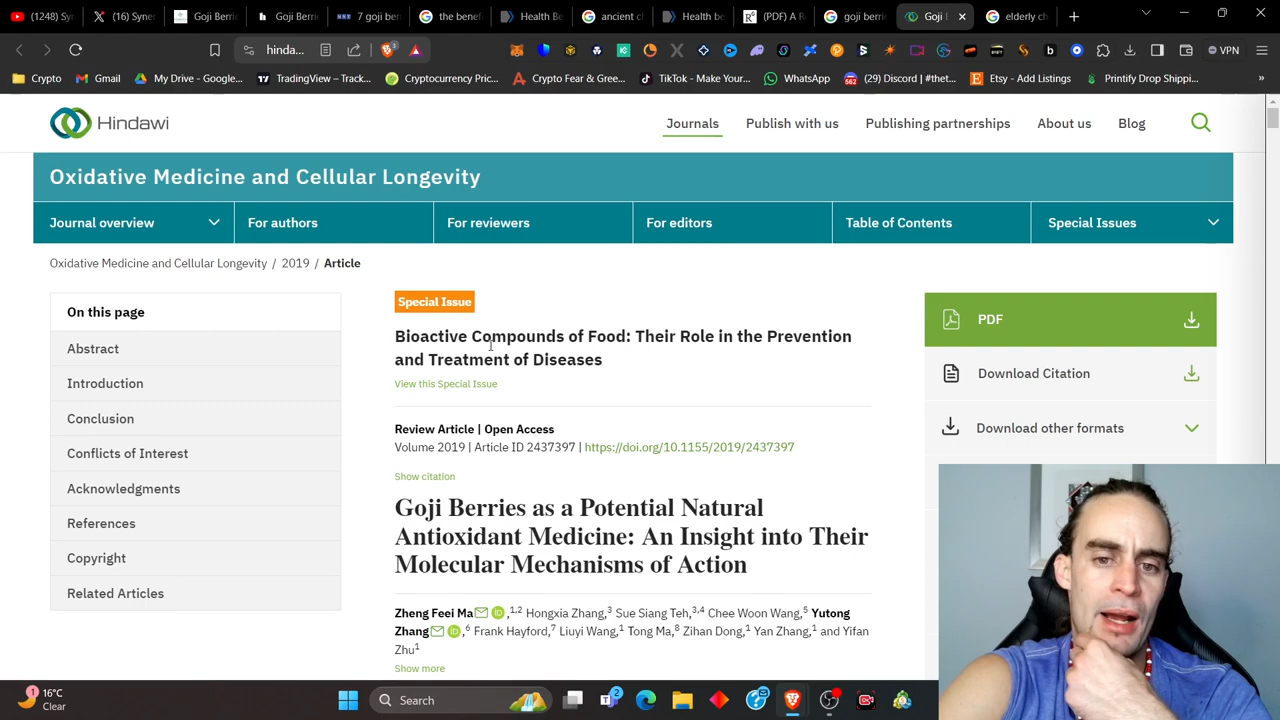 (1248) Syn
(16) Syner
Goji Berrie
Goji Ber
7 goji ber
the benef
Health Be
ancient c
Health be
(PDF) A R
goji berri
Goji
elderly ch
hinda...
3
VPN
Crypto
Gmail
My Drive - Google...
TradingView – Track...
Cryptocurrency Pric...
Crypto Fear & Gree...
TikTok - Make Your...
WhatsApp
562
(29) Discord | #thet...
Etsy - Add Listings
Printify Drop Shippi...
»
Hindawi
Journals
Publish with us
Publishing partnerships
About us
Blog
Oxidative Medicine and Cellular Longevity
Journal overview
For authors
For reviewers
For editors
Table of Contents
Special Issues
Oxidative Medicine and Cellular Longevity / 2019 / Article
On this page
Abstract
Introduction
Conclusion
Conflicts of Interest
Acknowledgments
References
Copyright
Related Articles
Special Issue
Bioactive Compounds of Food: Their Role in the Prevention
and Treatment of Diseases
View this Special Issue
Review Article | Open Access
Volume 2019 | Article ID 2437397 | https://doi.org/10.1155/2019/2437397
Show citation
Goji Berries as a Potential Natural
Antioxidant Medicine: An Insight into Their
Molecular Mechanisms of Action
Zheng Feei Ma ,1,2 Hongxia Zhang,3 Sue Siang Teh,3,4 Chee Woon Wang,5 Yutong
Zhang ,6 Frank Hayford,7 Liuyi Wang,1 Tong Ma,8 Zihan Dong,1 Yan Zhang,1 and Yifan
Zhu1
Show more
PDF
Download Citation
Download other formats
1
16°C
Clear
Search
2